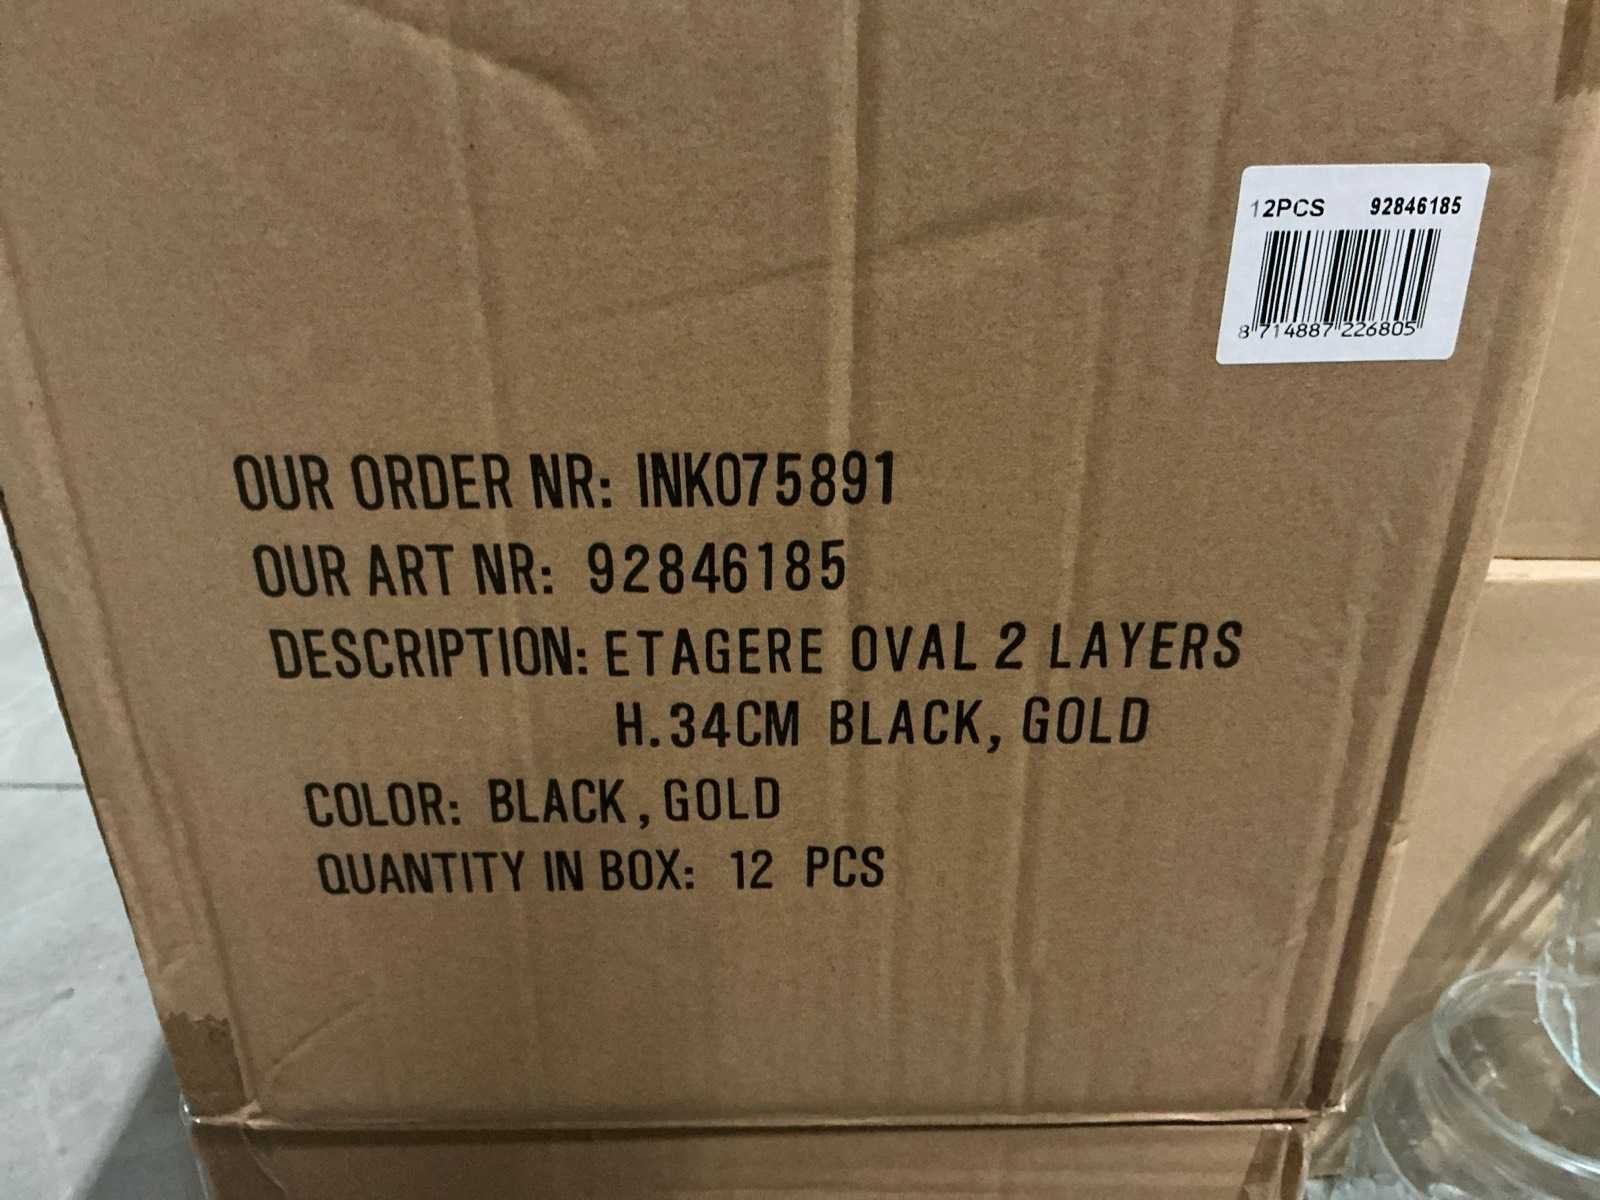 12PCS 92846185
8 714887 226805
OUR ORDER NR: INK075891
OUR ART NR: 92846185
DESCRIPTION: ETAGERE OVAL 2 LAYERS
H.34CM BLACK, GOLD
COLOR: BLACK, GOLD
QUANTITY IN BOX: 12 PCS